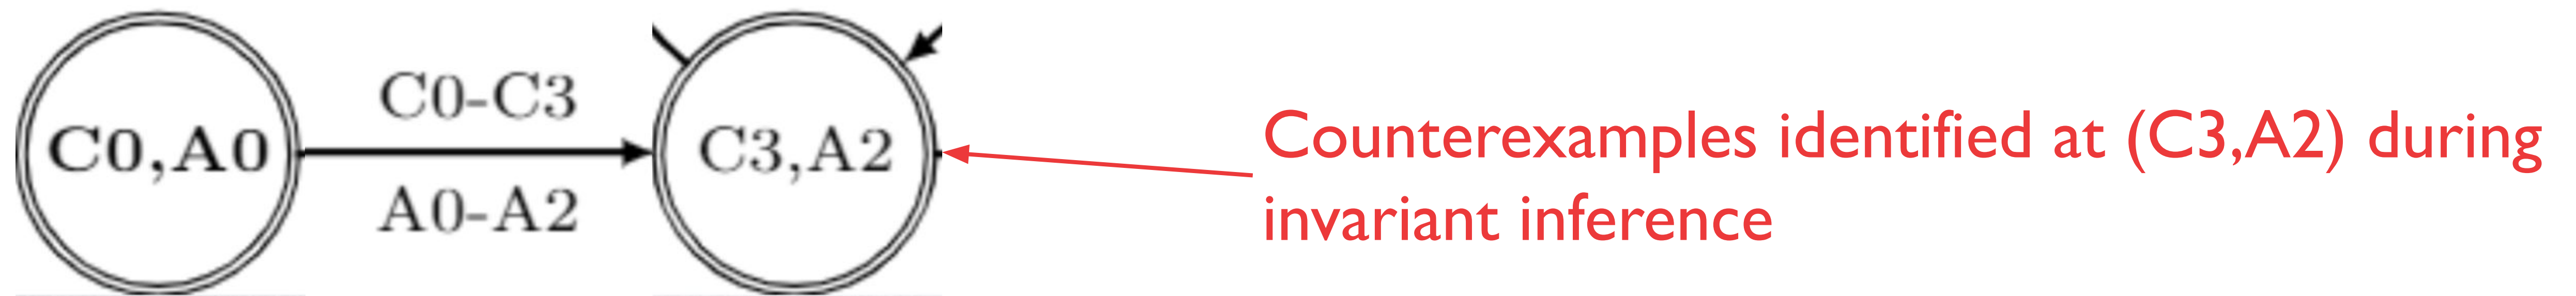 C0,A0
C0-C3
A0-A2
C3,A2
Counterexamples identified at (C3,A2) during
invariant inference